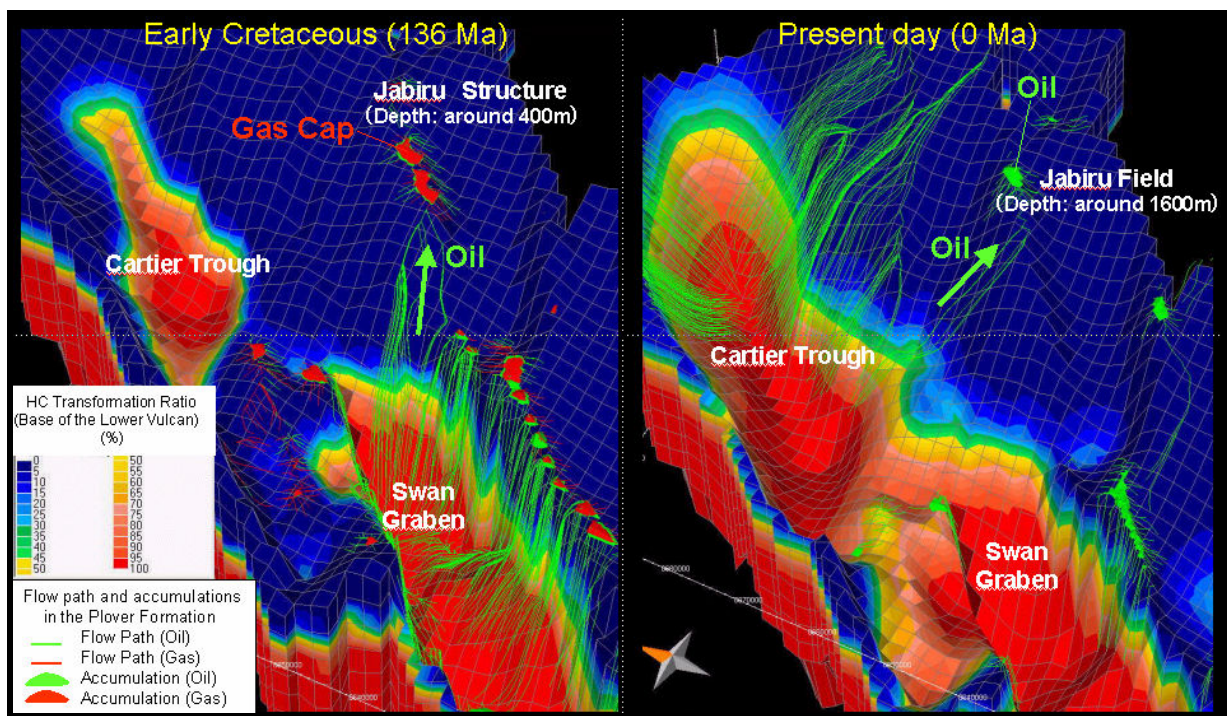 Early Cretaceous (136 Ma)
Jabiru Structure
(Depth: around 400m)
Gas Cap
Oil
Cartier Trough
Swan
Graben
HC Transformation Ratio
(Base of the Lower Vulcan)
(%)
0
5
10
15
20
25
30
35
40
45
50
50
55
60
65
70
75
80
85
90
95
100
Flow path and accumulations
in the Plover Formation
Flow Path (Oil)
Flow Path (Gas)
Accumulation (Oil)
Accumulation (Gas)
Present day (0 Ma)
Oil
Jabiru Field
(Depth: around 1600m)
Oil
Cartier Trough
Swan
Graben